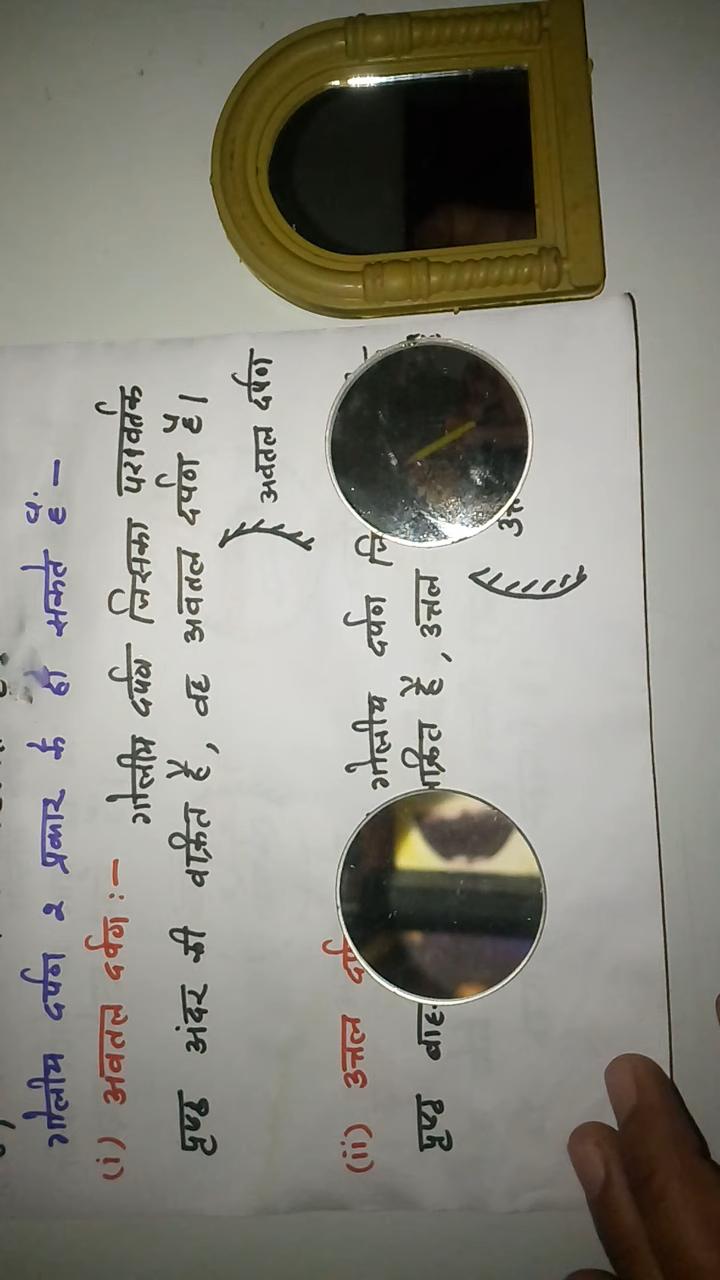 गोलीय दर्पण २ प्रकार के हो सकते हैं:-
(i) अवतल दर्पण :-
गोलीय दर्पण जिसका परावर्तक
पृष्ठ अंदर की वक्रित है, वह अवतल दर्पण है।
अवतल दर्पण
(ii) उत्तल
गोलीय दर्पण
पृष्ठ वक्रित है, उत्तल